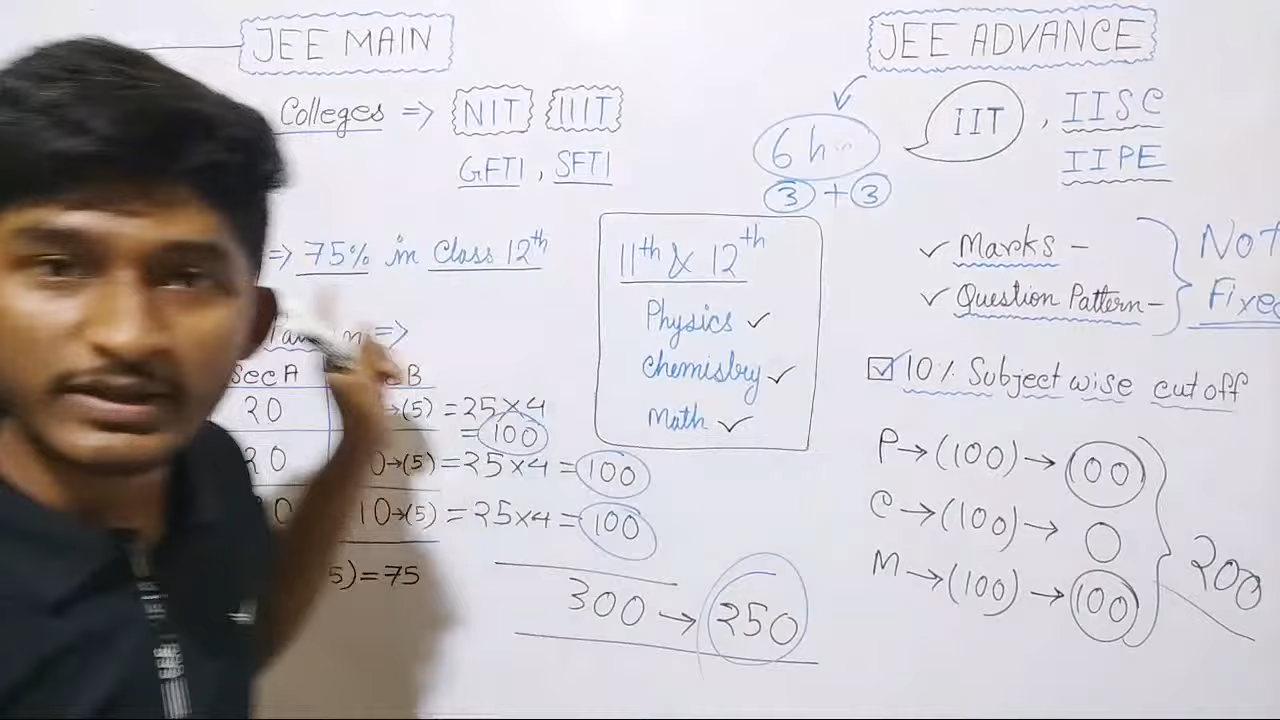 JEE MAIN
Colleges => NIT IIIT
GFTI, SFTI
=> 75% in Class 12th
=>
Sec A B
20 →(5) = 25×4
= 100
20 0→(5) = 25×4 = 100
20 10→(5) = 25×4 = 100
5) = 75
300 → 250
11th & 12th
Physics ✓
Chemistry ✓
Math ✓
JEE ADVANCE
6 h
3 + 3
IIT, IISC
IIPE
✓ Marks -
✓ Question Pattern -
Not
Fixed
☑ 10% Subject wise cut off
P → (100) → 100
C → (100) → 0
M → (100) → 100
200